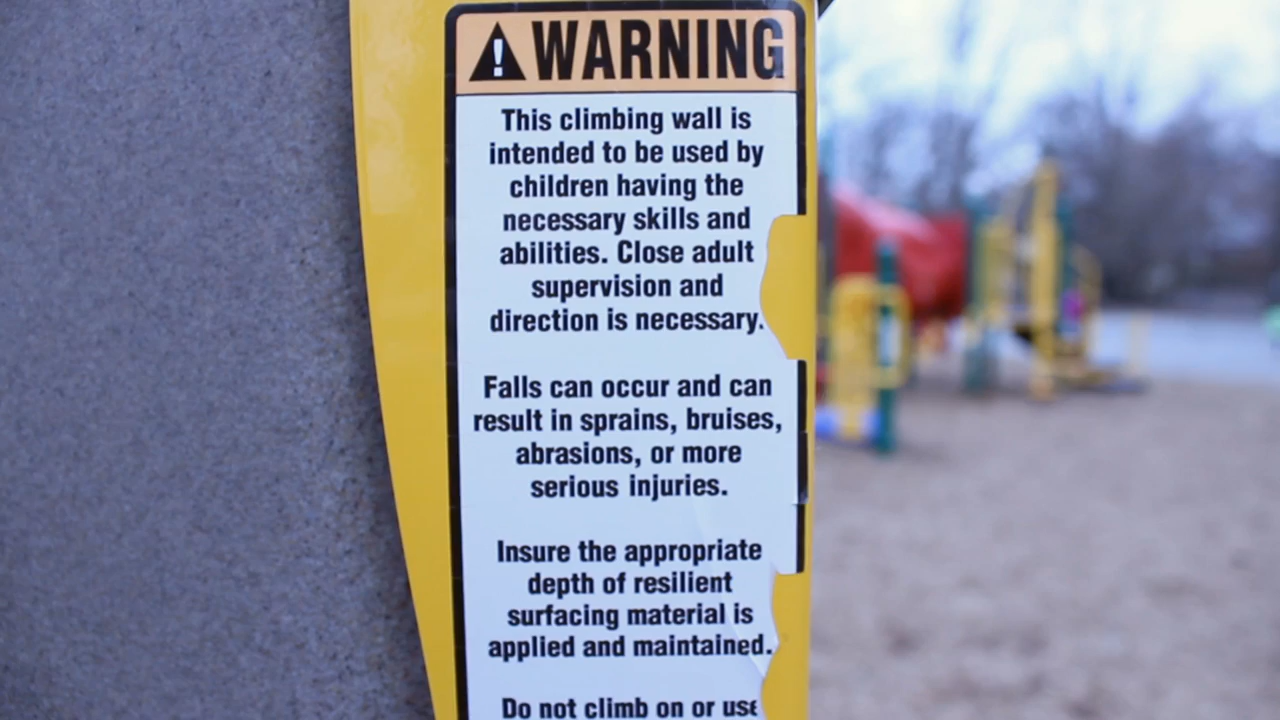 WARNING
This climbing wall is
intended to be used by
children having the
necessary skills and
abilities. Close adult
supervision and
direction is necessary.
Falls can occur and can
result in sprains, bruises,
abrasions, or more
serious injuries.
Insure the appropriate
depth of resilient
surfacing material is
applied and maintained.
Do not climb on or use